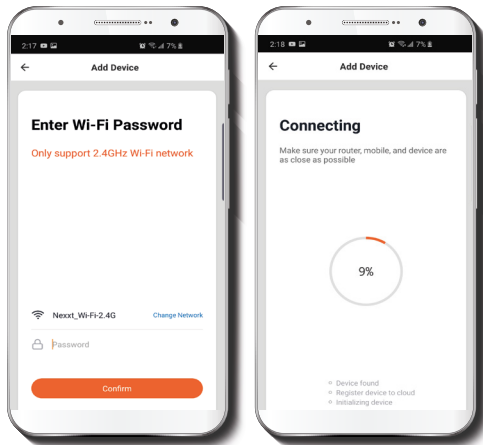 2:17 7%
Add Device
Enter Wi-Fi Password
Only support 2.4GHz Wi-Fi network
Nexxt_Wi-Fi-2.4G Change Network
Password
Confirm
2:18 7%
Add Device
Connecting
Make sure your router, mobile, and device are
as close as possible
9%
Device found
Register device to cloud
Initializing device